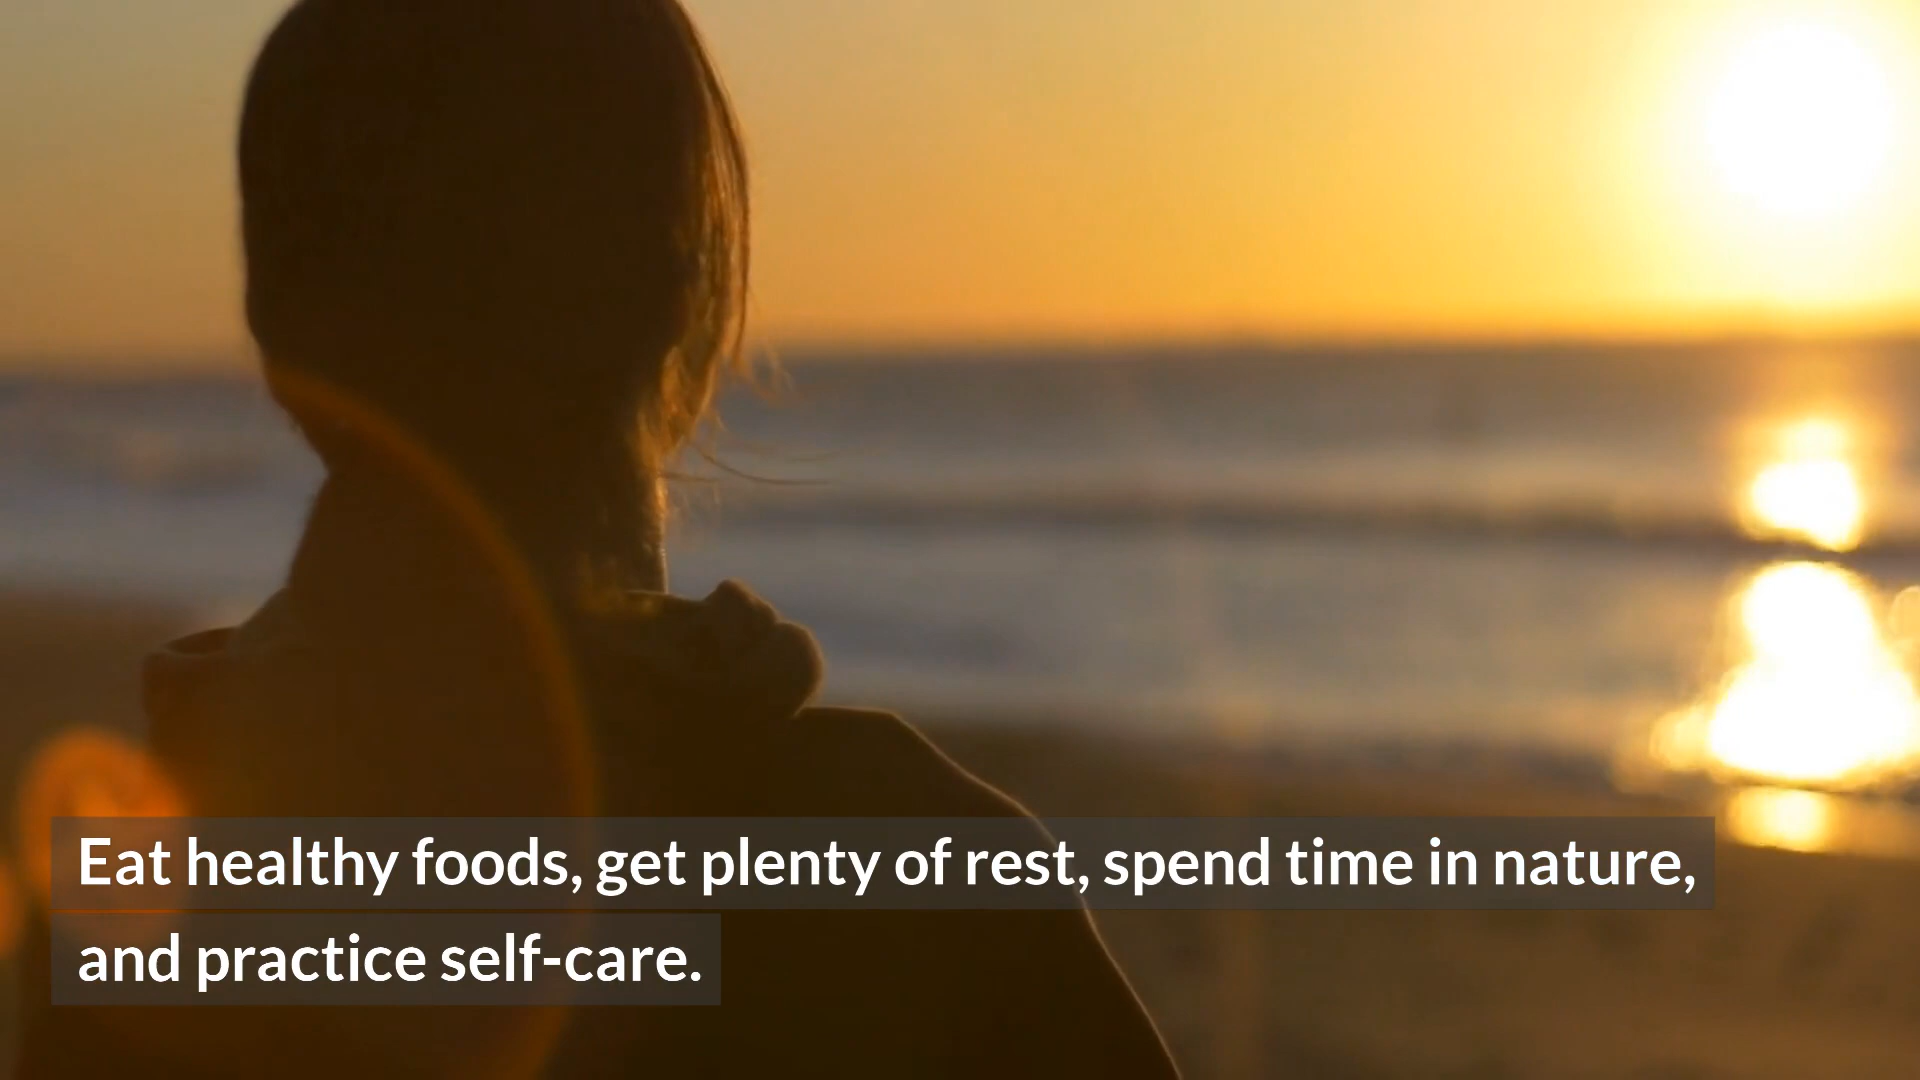 Eat healthy foods, get plenty of rest, spend time in nature,
and practice self-care.